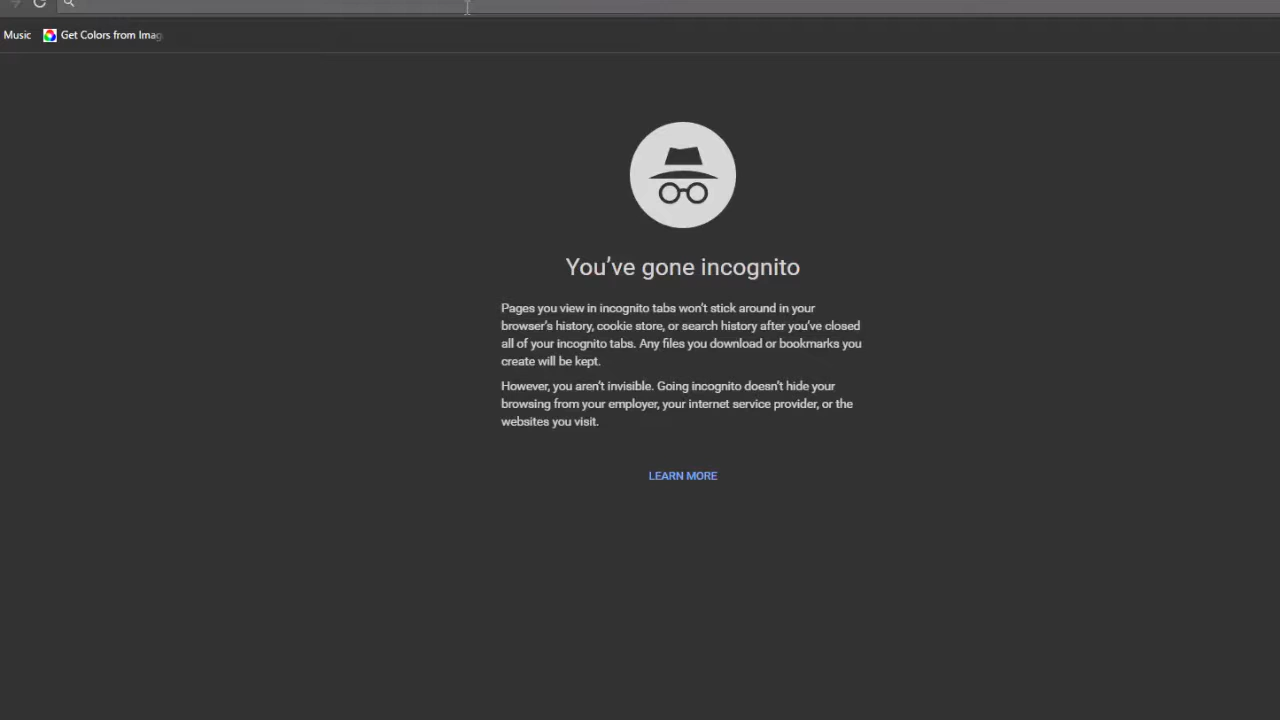 Music Get Colors from Imag
You've gone incognito
Pages you view in incognito tabs won't stick around in your
browser's history, cookie store, or search history after you've closed
all of your incognito tabs. Any files you download or bookmarks you
create will be kept.
However, you aren't invisible. Going incognito doesn't hide your
browsing from your employer, your internet service provider, or the
websites you visit.
LEARN MORE